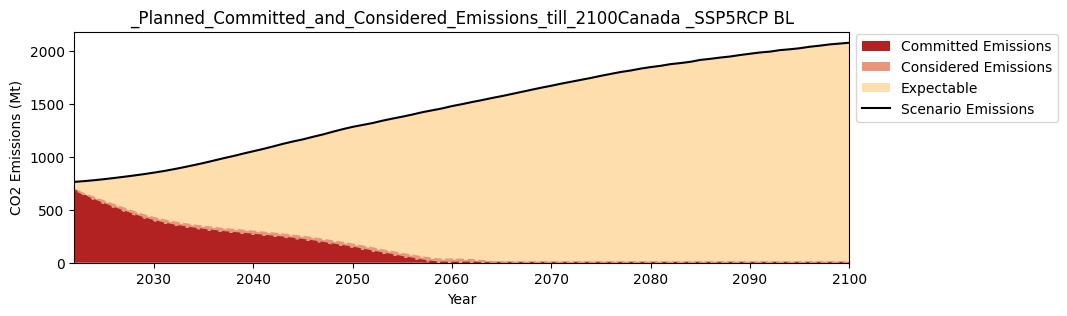 _Planned_Committed_and_Considered_Emissions_till_2100Canada _SSP5RCP BL
Committed Emissions
Considered Emissions
Expectable
Scenario Emissions
CO2 Emissions (Mt)
2000
1500
1000
500
0
2030 2040 2050 2060 2070 2080 2090 2100
Year